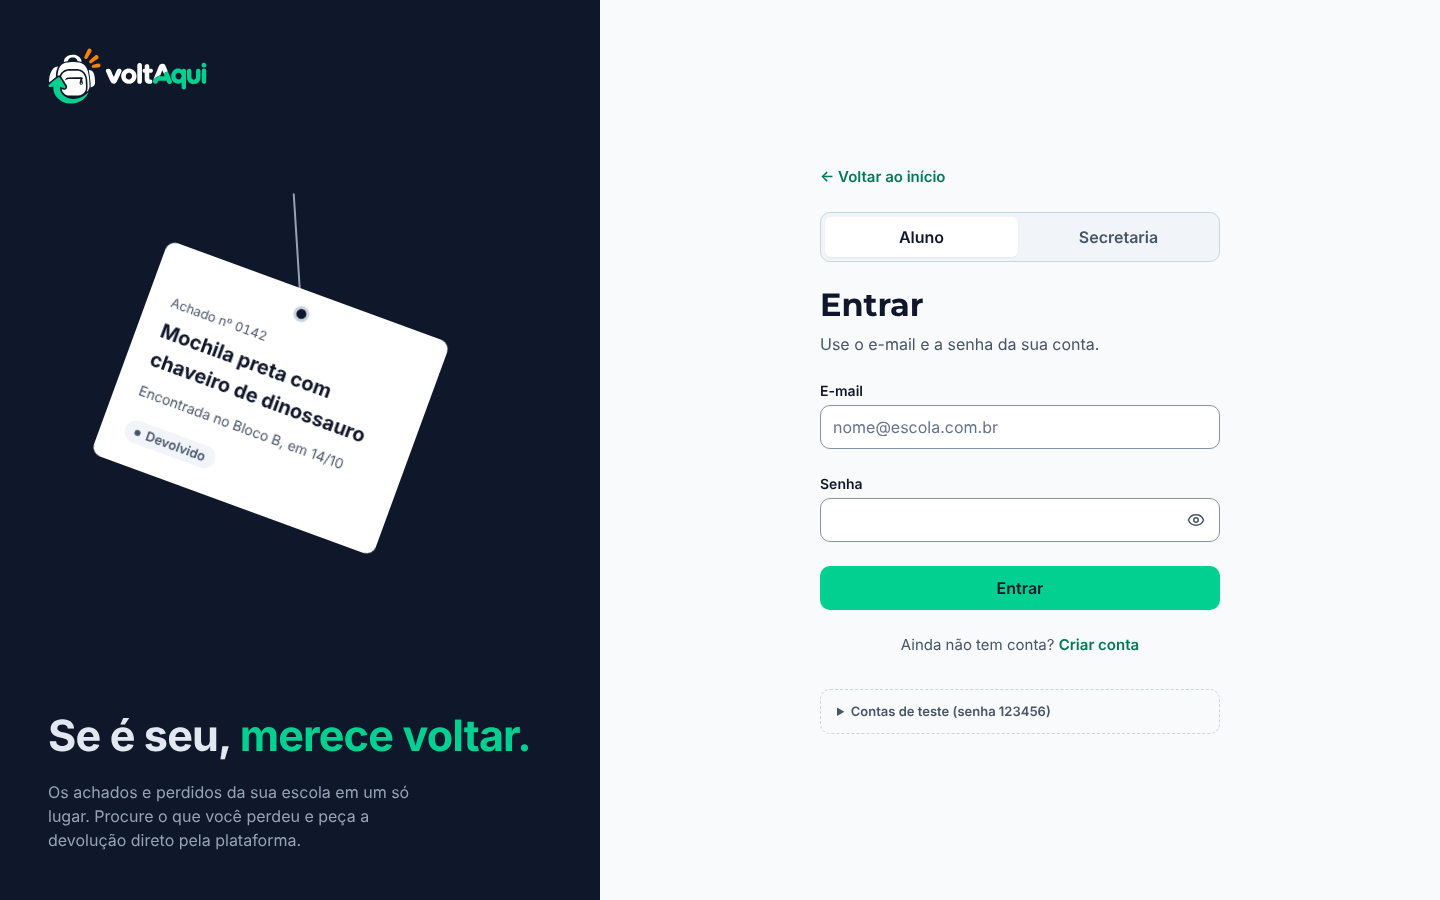 voltAqui
Achado nº 0142
Mochila preta com
chaveiro de dinossauro
Encontrada no Bloco B, em 14/10
Devolvido
Se é seu, merece voltar.
Os achados e perdidos da sua escola em um só
lugar. Procure o que você perdeu e peça a
devolução direto pela plataforma.
← Voltar ao início
Aluno
Secretaria
Entrar
Use o e-mail e a senha da sua conta.
E-mail
nome@escola.com.br
Senha
Entrar
Ainda não tem conta? Criar conta
Contas de teste (senha 123456)